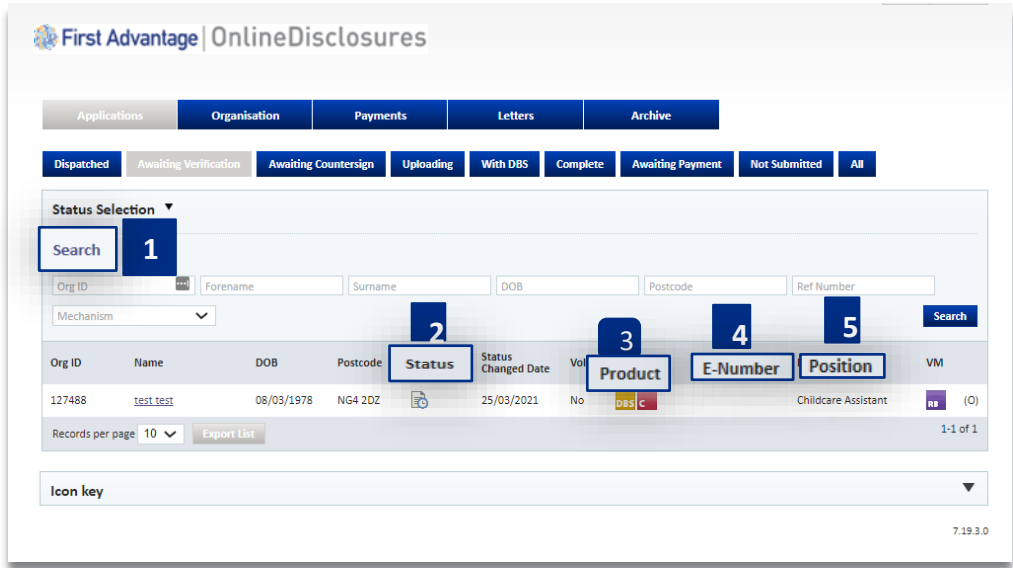 First Advantage | OnlineDisclosures
Applications Organisation Payments Letters Archive
Dispatched Awaiting Verification Awaiting Countersign Uploading With DBS Complete Awaiting Payment Not Submitted All
Status Selection
Search 1
Org ID Forename Surname DOB Postcode Ref Number
Mechanism Search
2 3 4 5
Org ID Name DOB Postcode Status Status Changed Date Product E-Number Position VM
127488 test test 08/03/1978 NG4 2DZ 25/03/2021 No DBS C Childcare Assistant RB (O)
Records per page 10 Export List 1-1 of 1
Icon key
7.19.3.0